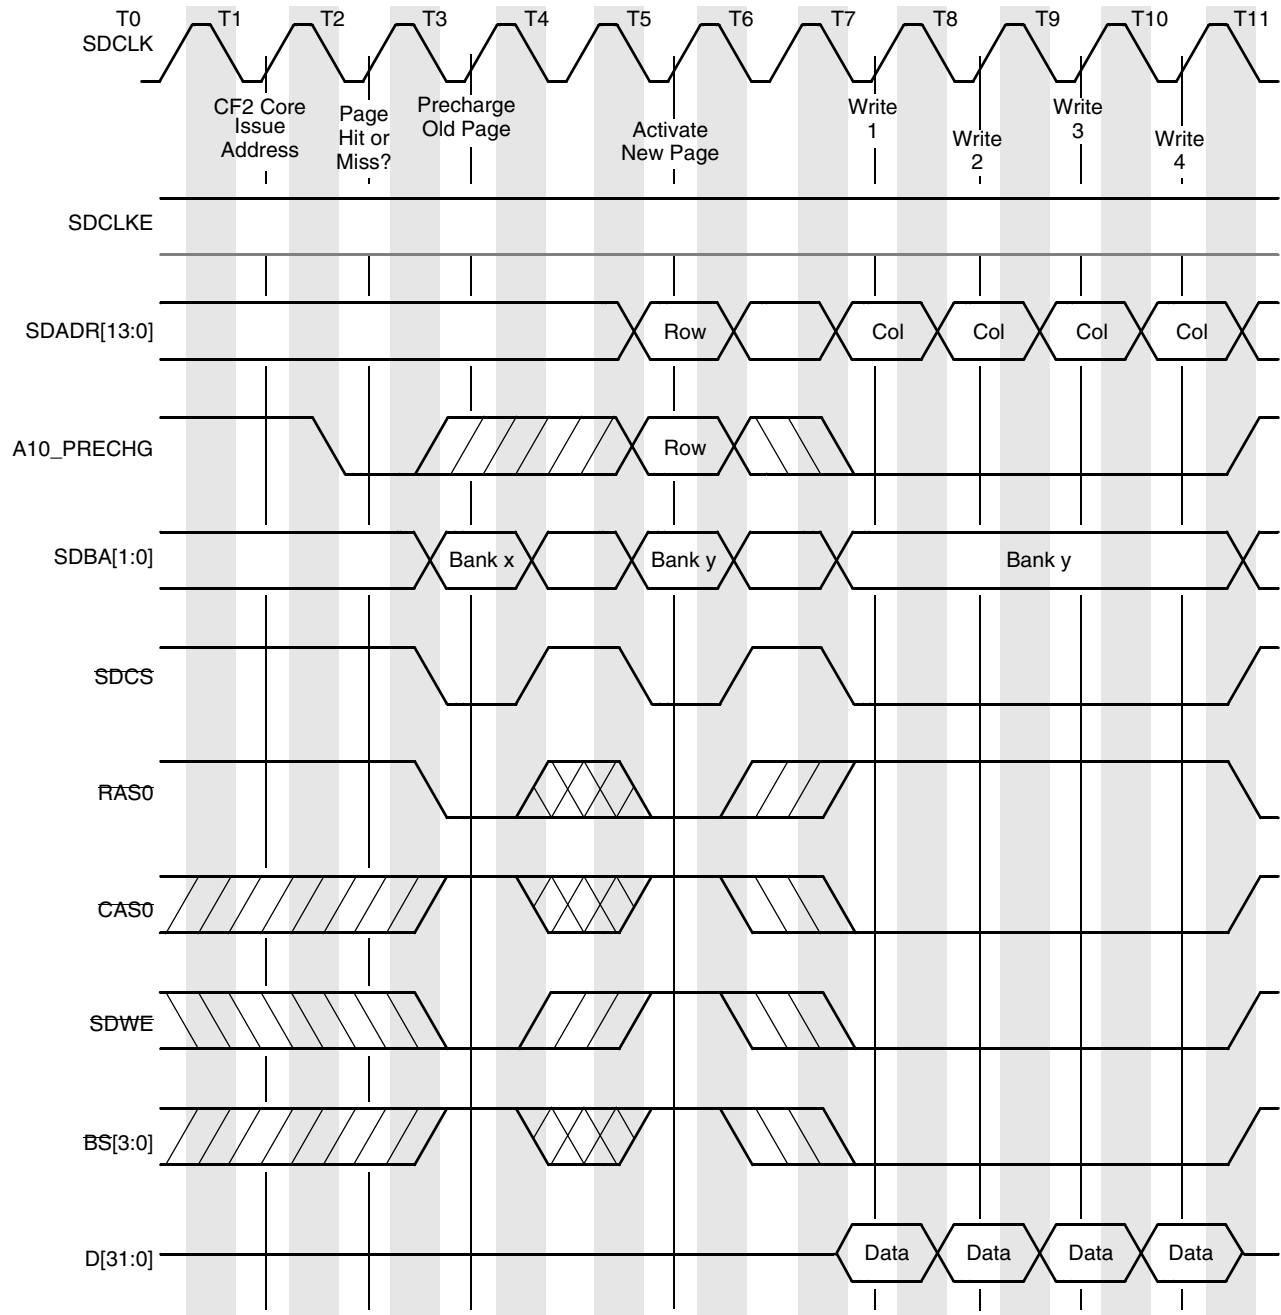 T0 T1 T2 T3 T4 T5 T6 T7 T8 T9 T10 T11
SDCLK
CF2 Core
Issue
Address
Page
Hit or
Miss?
Precharge
Old Page
Activate
New Page
Write
1
Write
2
Write
3
Write
4
SDCLKE
SDADR[13:0] Row Col Col Col Col
A10_PRECHG Row
SDBA[1:0] Bank x Bank y Bank y
SDCS
RAS0
CAS0
SDWE
BS[3:0]
D[31:0] Data Data Data Data